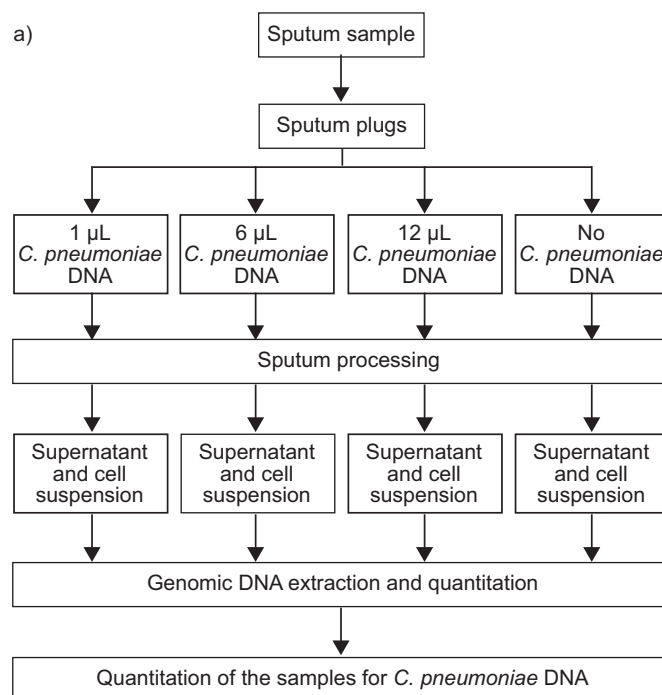 a)
Sputum sample
Sputum plugs
1 µL
C. pneumoniae
DNA
6 µL
C. pneumoniae
DNA
12 µL
C. pneumoniae
DNA
No
C. pneumoniae
DNA
Sputum processing
Supernatant
and cell
suspension
Supernatant
and cell
suspension
Supernatant
and cell
suspension
Supernatant
and cell
suspension
Genomic DNA extraction and quantitation
Quantitation of the samples for C. pneumoniae DNA